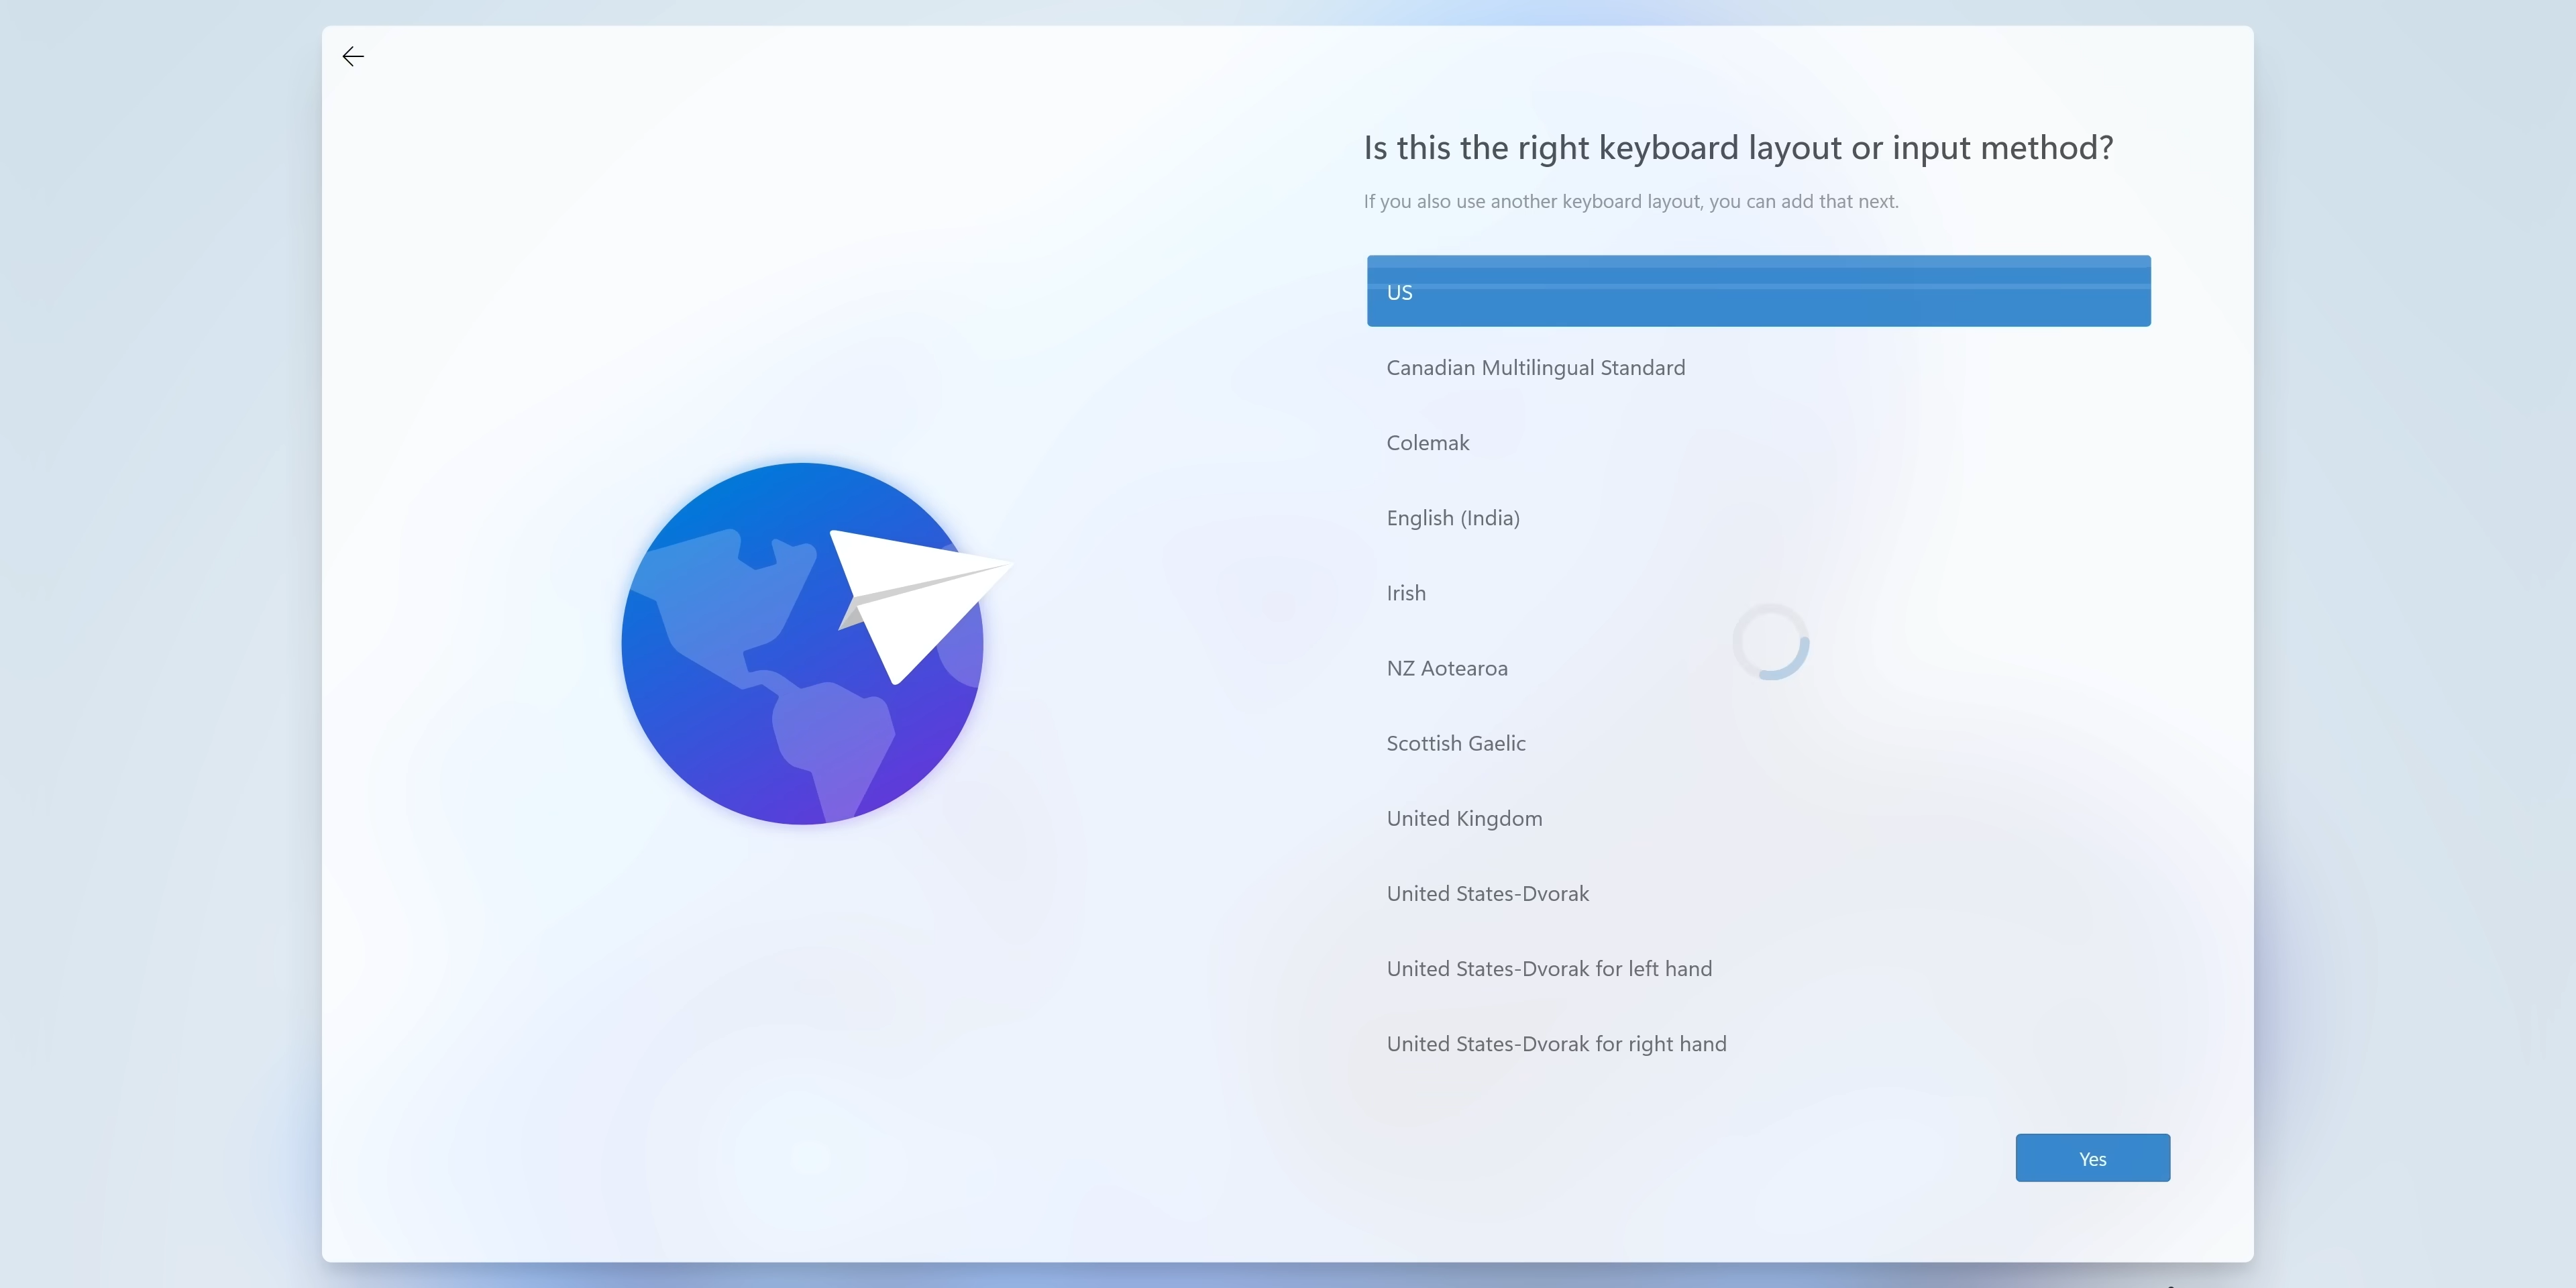 Is this the right keyboard layout or input method?
If you also use another keyboard layout, you can add that next.
US
Canadian Multilingual Standard
Colemak
English (India)
Irish
NZ Aotearoa
Scottish Gaelic
United Kingdom
United States-Dvorak
United States-Dvorak for left hand
United States-Dvorak for right hand
Yes